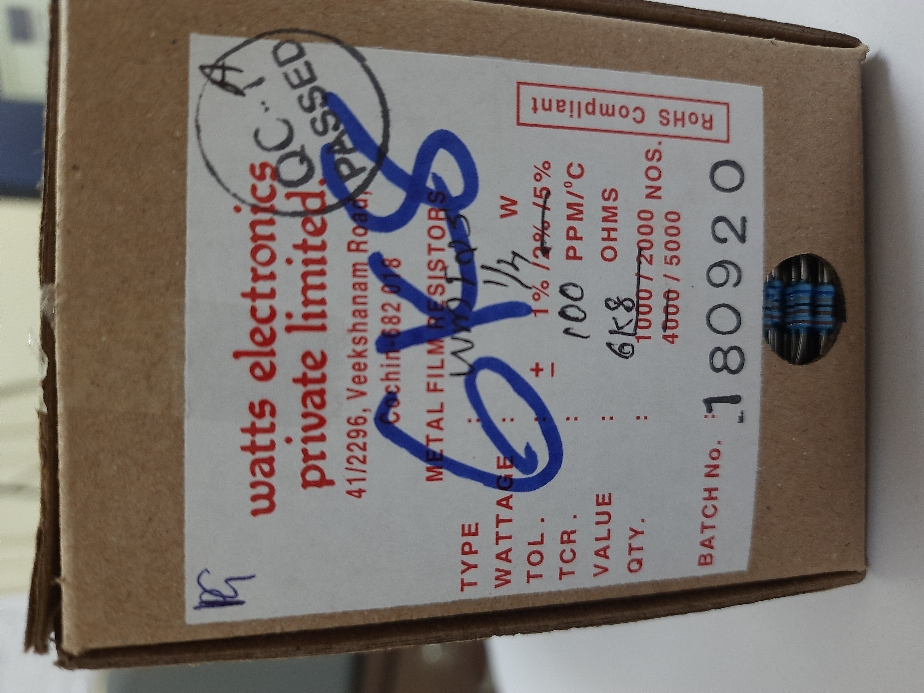 watts electronics
private limited.
41/2296, Veekshanam Road,
Cochin-682 018
QC
PASSED
A
6K8
METAL FILM RESISTORS
TYPE :
WATTAGE : W
TOL. : ± 1% /2% /5%
TCR. : 100 PPM/°C
VALUE : 6K8 OHMS
QTY. : 1000 / 2000 NOS.
4000 / 5000
BATCH No. : 180920
RoHS Compliant